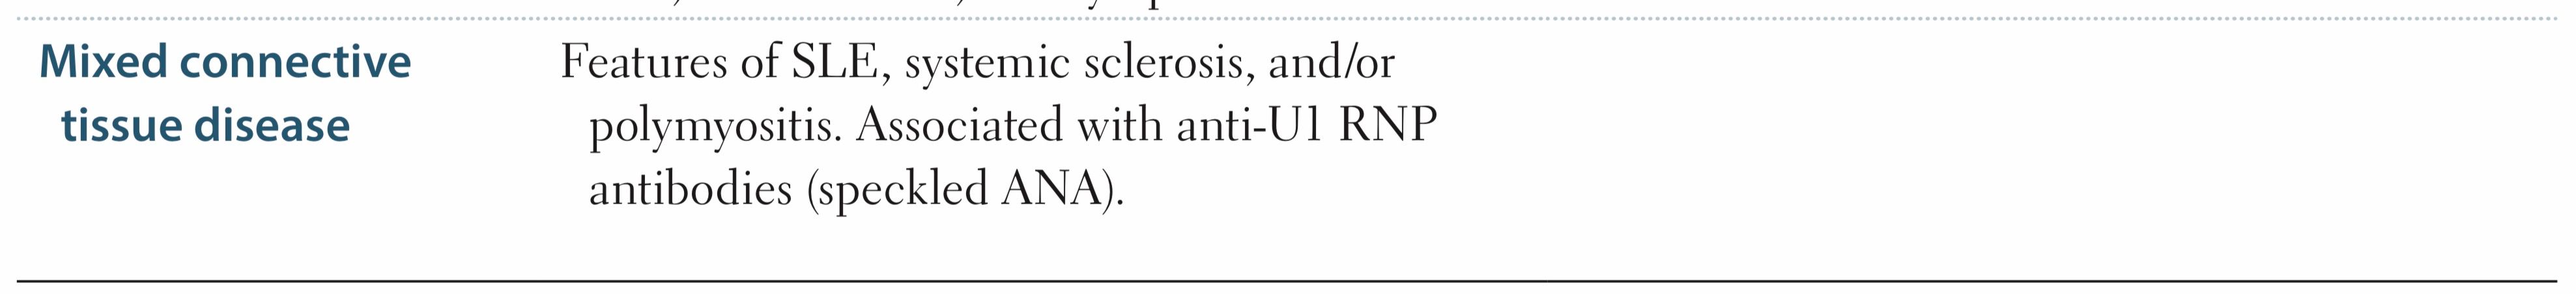 Mixed connective
tissue disease
Features of SLE, systemic sclerosis, and/or
polymyositis. Associated with anti-U1 RNP
antibodies (speckled ANA).